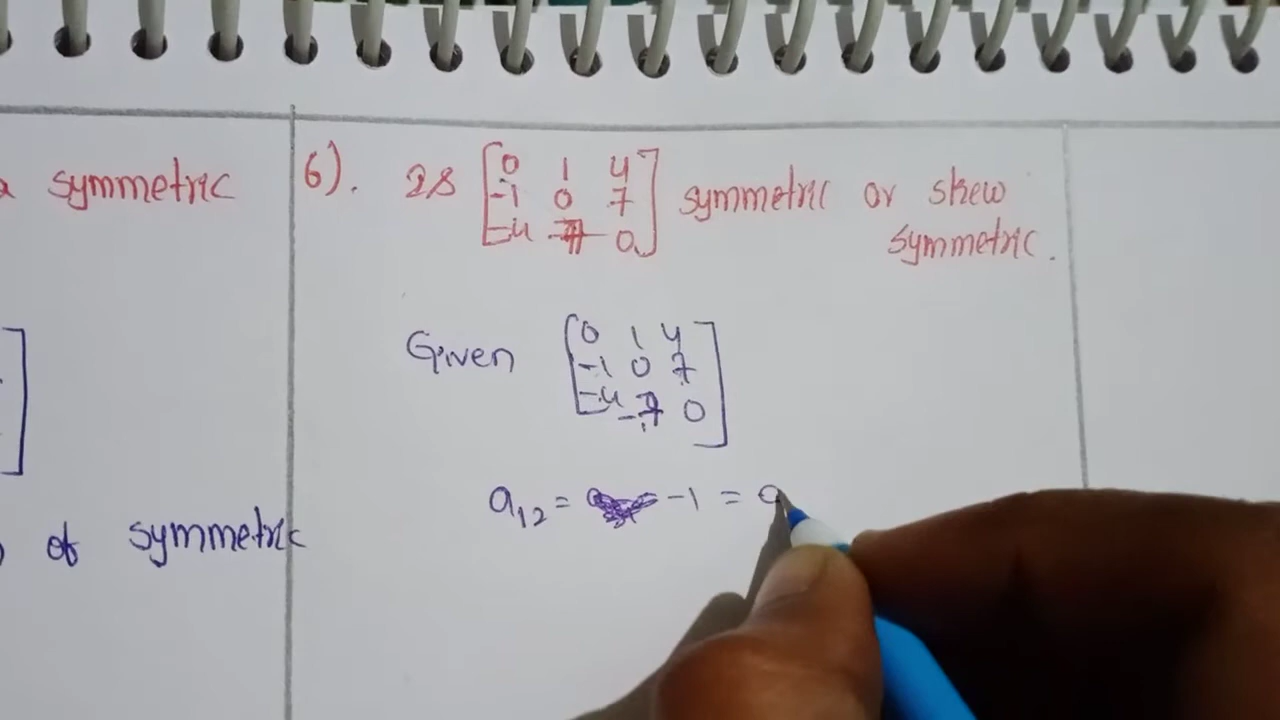 a symmetric
6). Is [0 1 4 symmetric or skew
-1 0 7 symmetric.
-4 -7 0]
Given [0 1 4
-1 0 7
-4 -7 0]
a12 = -1 = a
of symmetric